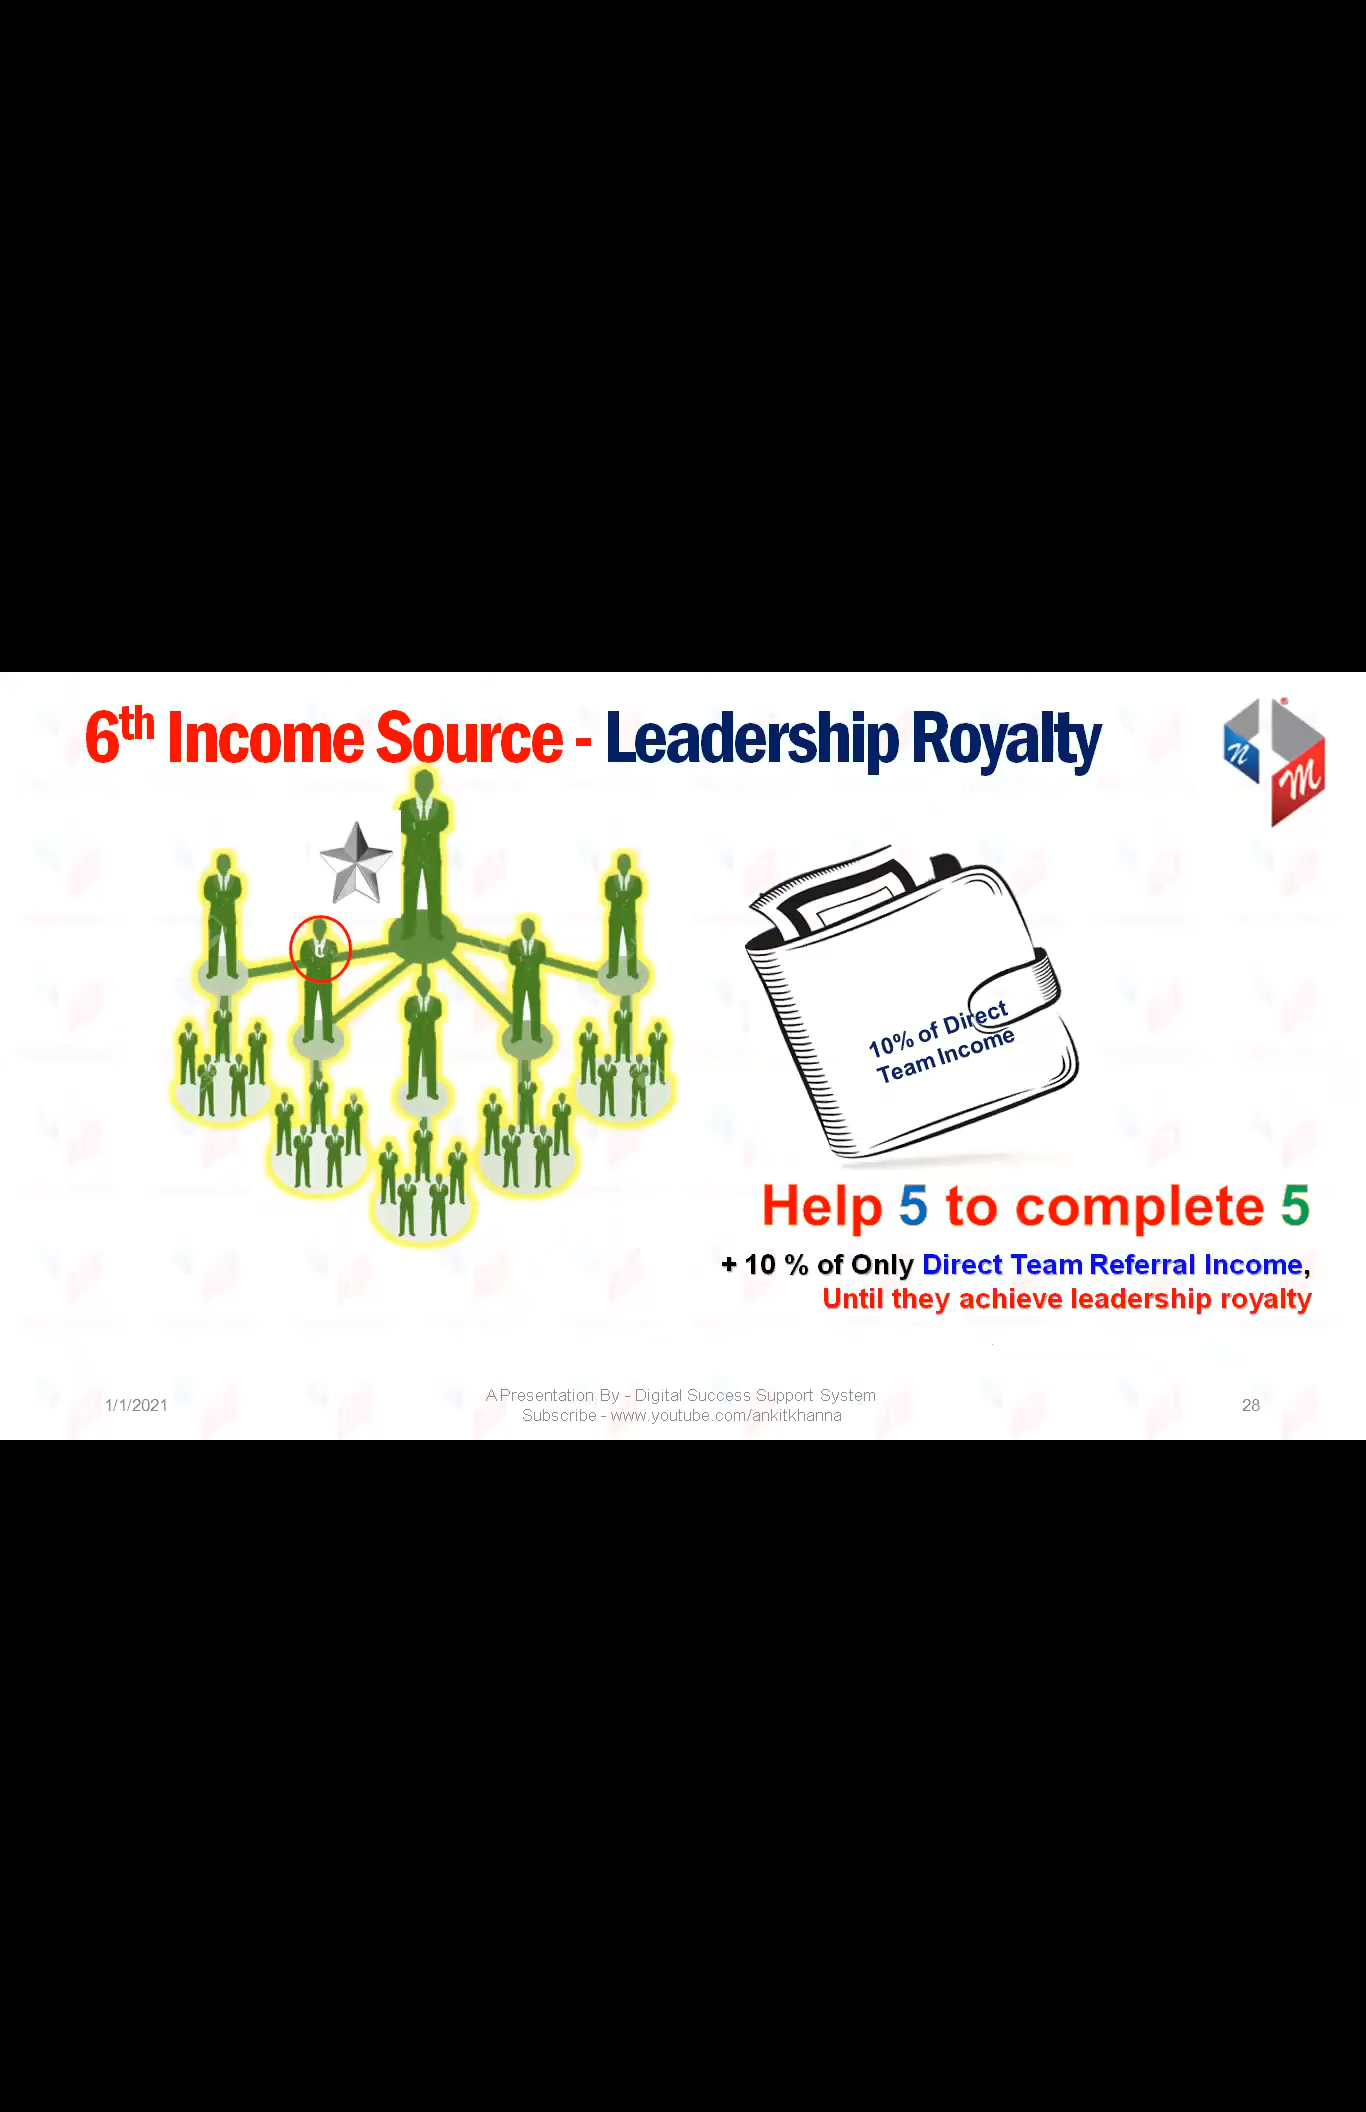 6th Income Source - Leadership Royalty
n
m
10% of Direct
Team Income
Help 5 to complete 5
+ 10 % of Only Direct Team Referral Income,
Until they achieve leadership royalty
1/1/2021
A Presentation By - Digital Success Support System
Subscribe - www.youtube.com/ankitkhanna
28